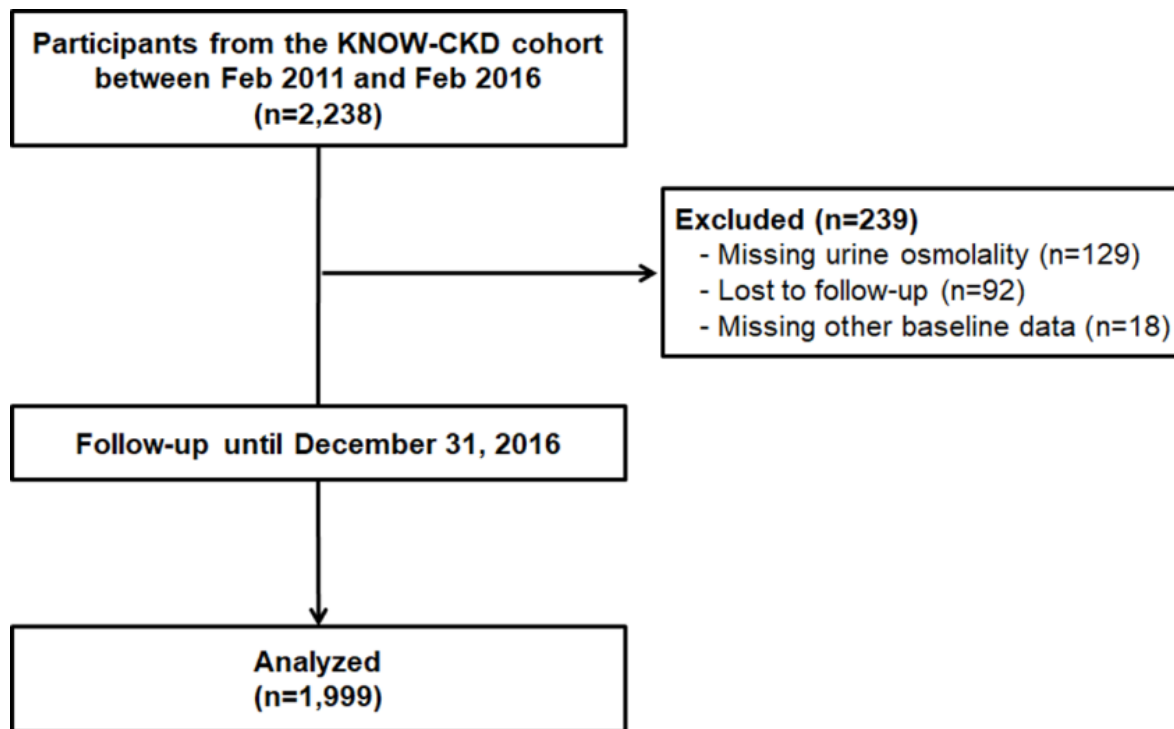 Participants from the KNOW-CKD cohort
between Feb 2011 and Feb 2016
(n=2,238)
Excluded (n=239)
- Missing urine osmolality (n=129)
- Lost to follow-up (n=92)
- Missing other baseline data (n=18)
Follow-up until December 31, 2016
Analyzed
(n=1,999)